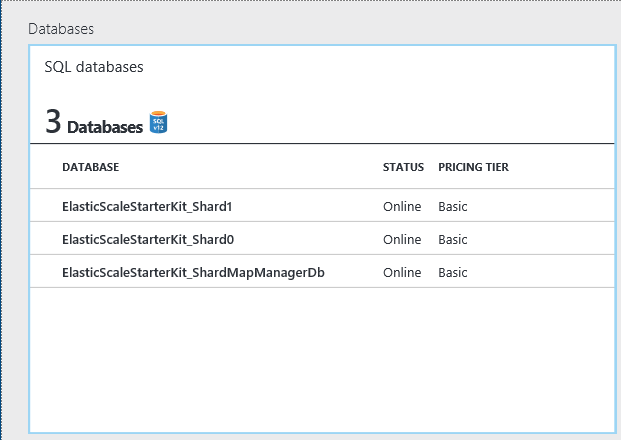 Databases
SQL databases
3 Databases SQL v12
DATABASE STATUS PRICING TIER
ElasticScaleStarterKit_Shard1 Online Basic
ElasticScaleStarterKit_Shard0 Online Basic
ElasticScaleStarterKit_ShardMapManagerDb Online Basic